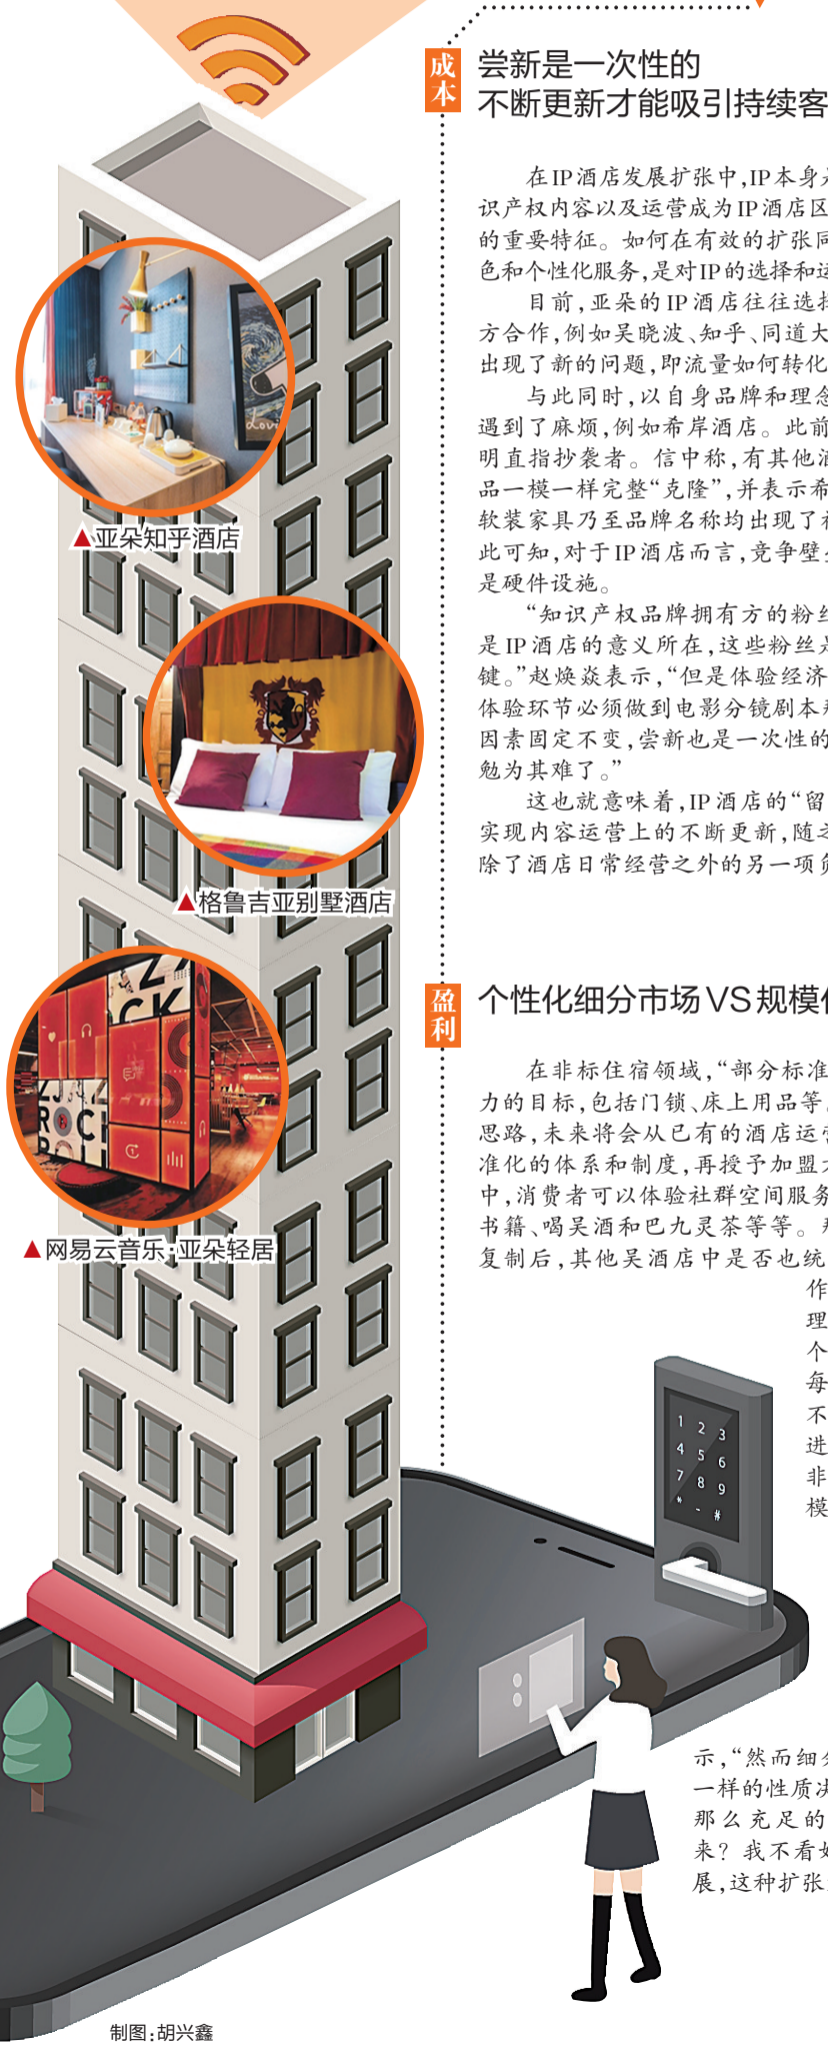 成本
尝新是一次性的
不断更新才能吸引持续客
在IP酒店发展扩张中,IP本身
识产权内容以及运营成为IP酒店区
的重要特征。如何在有效的扩张同
色和个性化服务,是对IP的选择和运
目前,亚朵的IP酒店往往选择
方合作,例如吴晓波、知乎、同道大
出现了新的问题,即流量如何转化
与此同时,以自身品牌和理念
遇到了麻烦,例如希岸酒店。此前
明直指抄袭者。信中称,有其他酒
品一模一样完整“克隆”,并表示希
软装家具乃至品牌名称均出现了
此可知,对于IP酒店而言,竞争壁
是硬件设施。
“知识产权品牌拥有方的粉丝
是IP酒店的意义所在,这些粉丝是
键。”赵焕焱表示,“但是体验经济
体验环节必须做到电影分镜剧本
因素固定不变,尝新也是一次性的
勉为其难了。”
这也就意味着,IP酒店的“留
实现内容运营上的不断更新,随之
除了酒店日常经营之外的另一项负
▲亚朵知乎酒店
▲格鲁吉亚别墅酒店
▲网易云音乐·亚朵轻居
盈利
个性化细分市场VS规模化
在非标住宿领域,“部分标准
力的目标,包括门锁、床上用品等
思路,未来将会从已有的酒店运营
准化的体系和制度,再授予加盟
中,消费者可以体验社群空间服务
书籍、喝吴酒和巴九灵茶等等。
复制后,其他吴酒店中是否也统
作
理
个
每
不
进
非
模
1 2 3
4 5 6
7 8 9
* - #
示,“然而细分
一样的性质决
那么充足的
来?我不看好
展,这种扩张
Love
制图:胡兴鑫